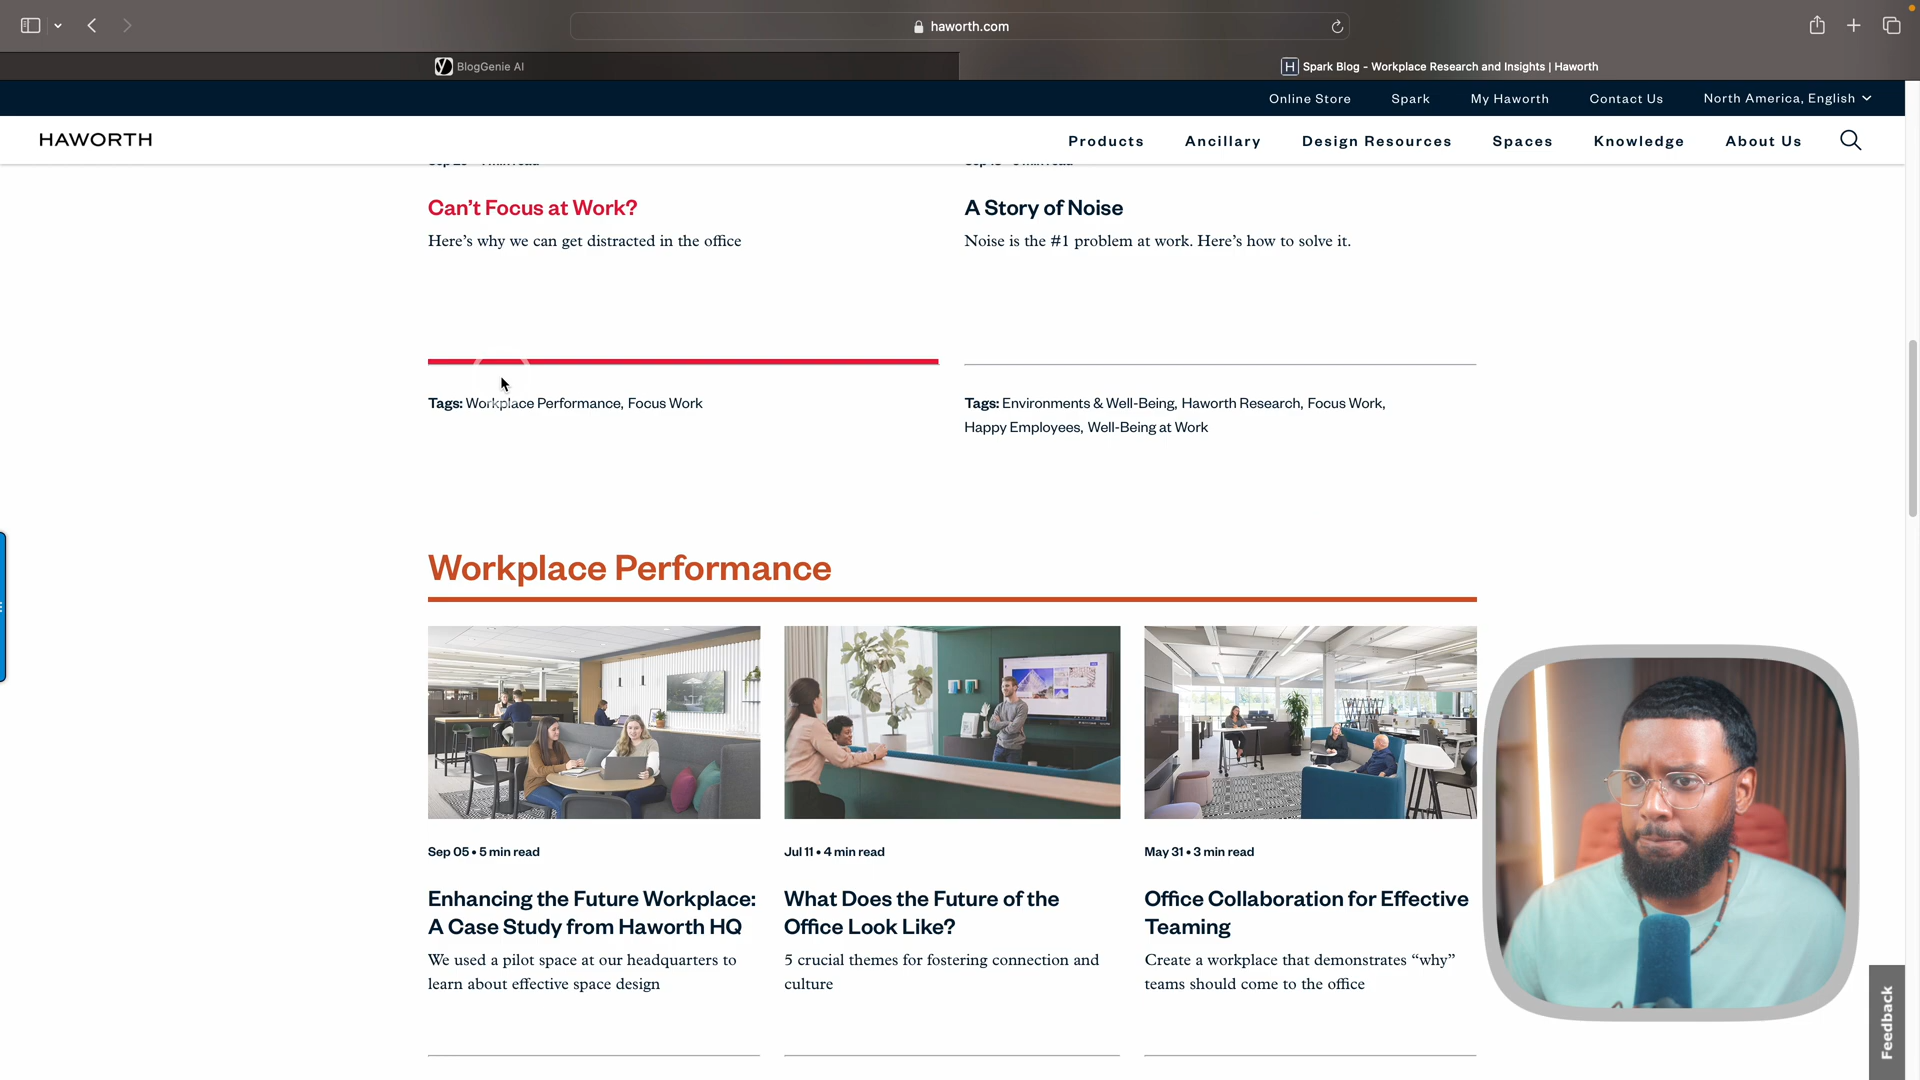 haworth.com
BlogGenie AI
H Spark Blog - Workplace Research and Insights | Haworth
Online Store Spark My Haworth Contact Us North America, English
HAWORTH
Products Ancillary Design Resources Spaces Knowledge About Us
Can't Focus at Work?
Here's why we can get distracted in the office
A Story of Noise
Noise is the #1 problem at work. Here's how to solve it.
Tags: Workplace Performance, Focus Work
Tags: Environments & Well-Being, Haworth Research, Focus Work,
Happy Employees, Well-Being at Work
Workplace Performance
Sep 05 • 5 min read
Enhancing the Future Workplace:
A Case Study from Haworth HQ
We used a pilot space at our headquarters to
learn about effective space design
Jul 11 • 4 min read
What Does the Future of the
Office Look Like?
5 crucial themes for fostering connection and
culture
May 31 • 3 min read
Office Collaboration for Effective
Teaming
Create a workplace that demonstrates “why”
teams should come to the office
Feedback